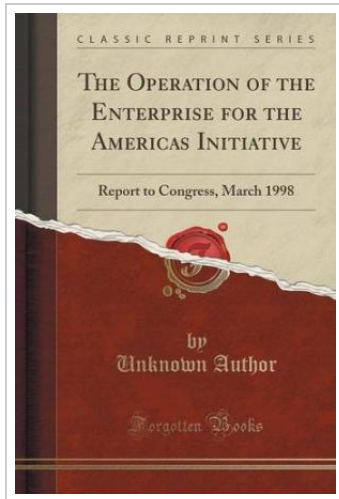 CLASSIC REPRINT SERIES
THE OPERATION OF THE
ENTERPRISE FOR THE
AMERICAS INITIATIVE
Report to Congress, March 1998
by
Unknown Author
Forgotten Books